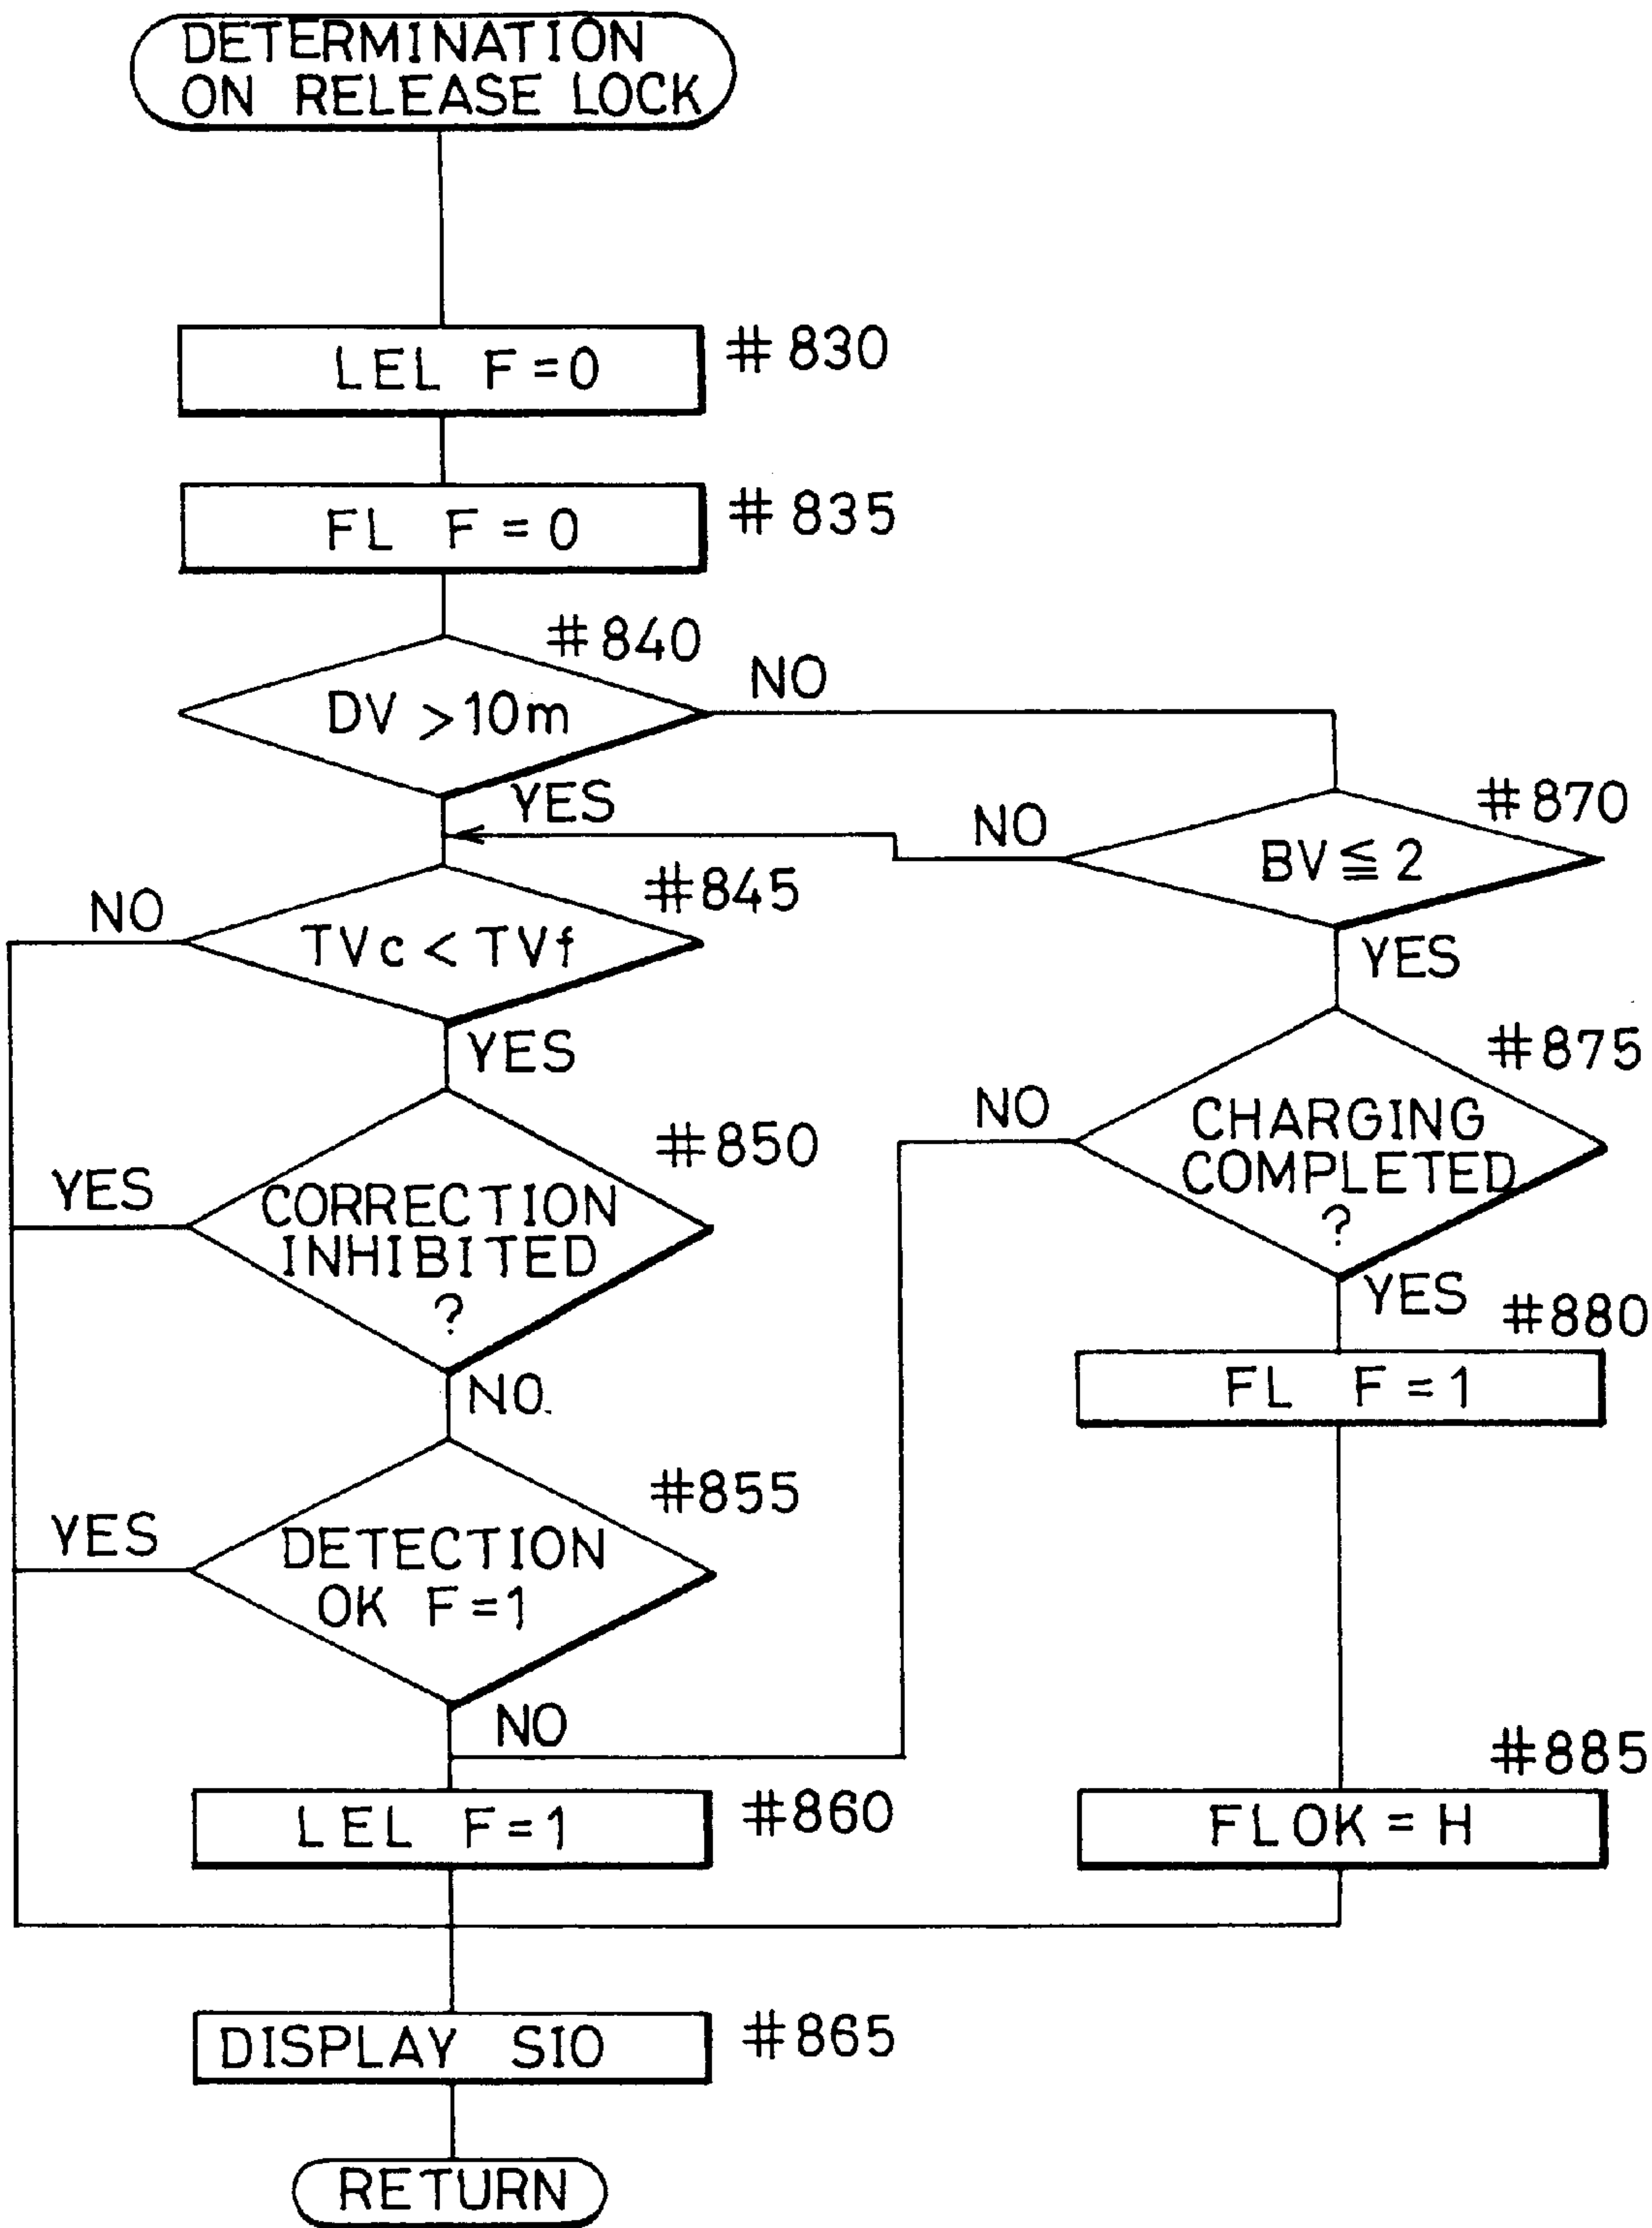 DETERMINATION
ON RELEASE LOCK
LEL F=0
#830
FL F=0
#835
#840
DV >10m
NO
YES
#870
NO
BV≦2
YES
#845
NO
TVc < TVf
YES
#875
NO
CHARGING
COMPLETED
?
YES
#850
YES
CORRECTION
INHIBITED
?
NO.
#880
FL F=1
#855
YES
DETECTION
OK F=1
NO
#885
FLOK = H
LEL F=1
#860
DISPLAY SIO
#865
RETURN